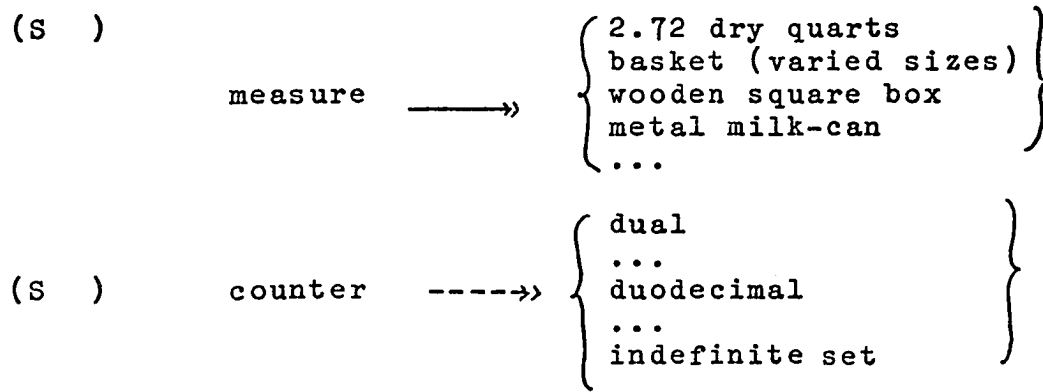 (S )
2.72 dry quarts
basket (varied sizes)
measure
wooden square box
metal milk-can
...
dual
...
(S ) counter
duodecimal
...
indefinite set